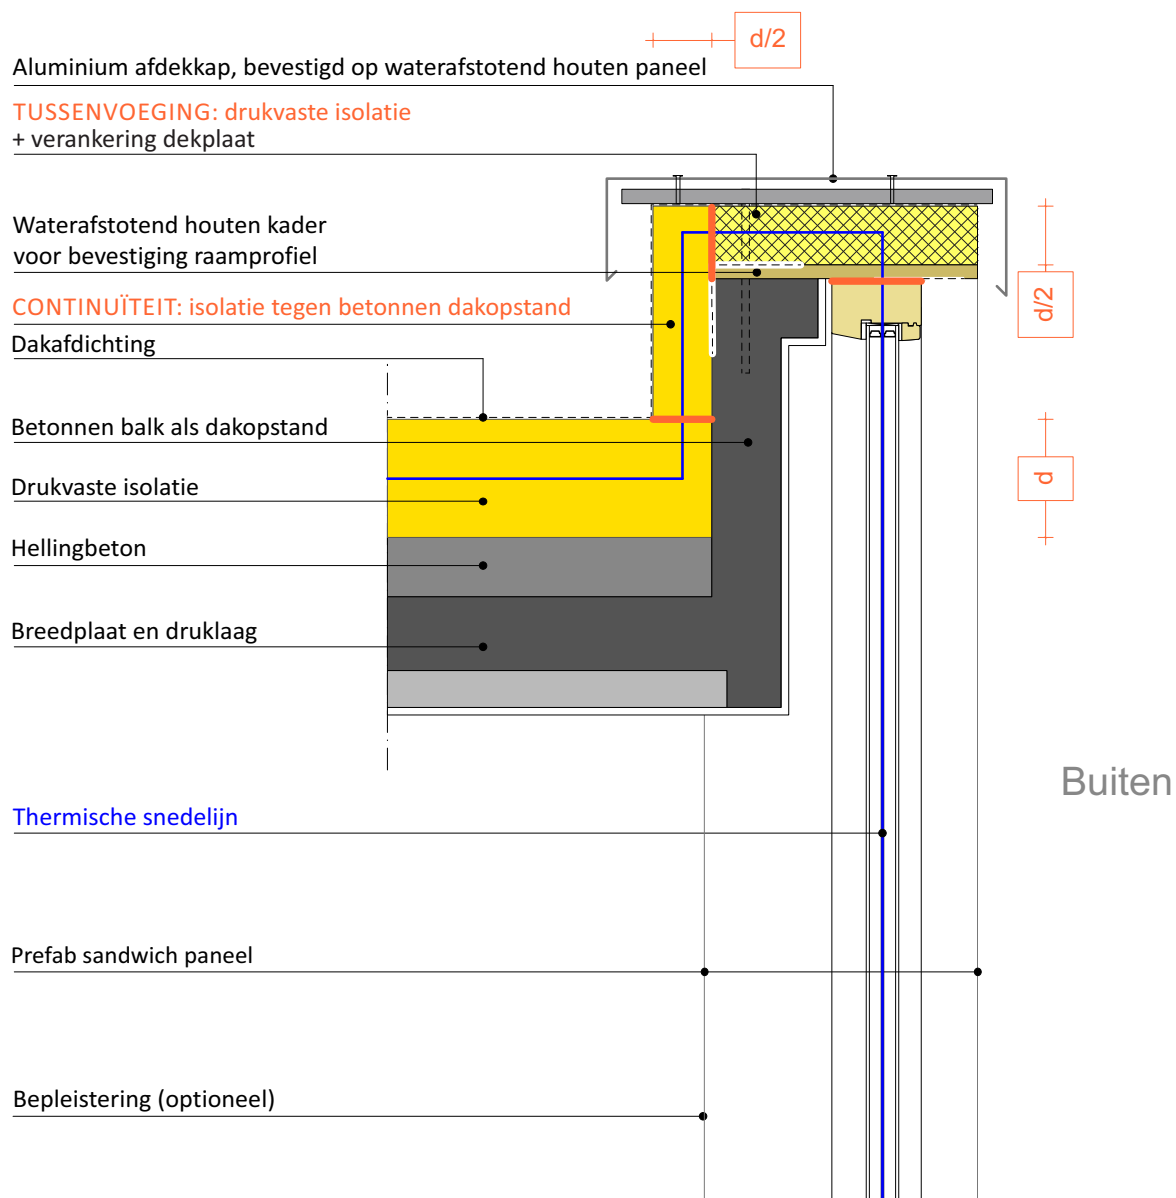 d/2
Aluminium afdekkap, bevestigd op waterafstotend houten paneel
TUSSENVOEGING: drukvaste isolatie
+ verankering dekplaat
Waterafstotend houten kader
voor bevestiging raamprofiel
d/2
CONTINUÏTEIT: isolatie tegen betonnen dakopstand
Dakafdichting
Betonnen balk als dakopstand
d
Drukvaste isolatie
Hellingbeton
Breedplaat en druklaag
Buiten
Thermische snedelijn
Prefab sandwich paneel
Bepleistering (optioneel)